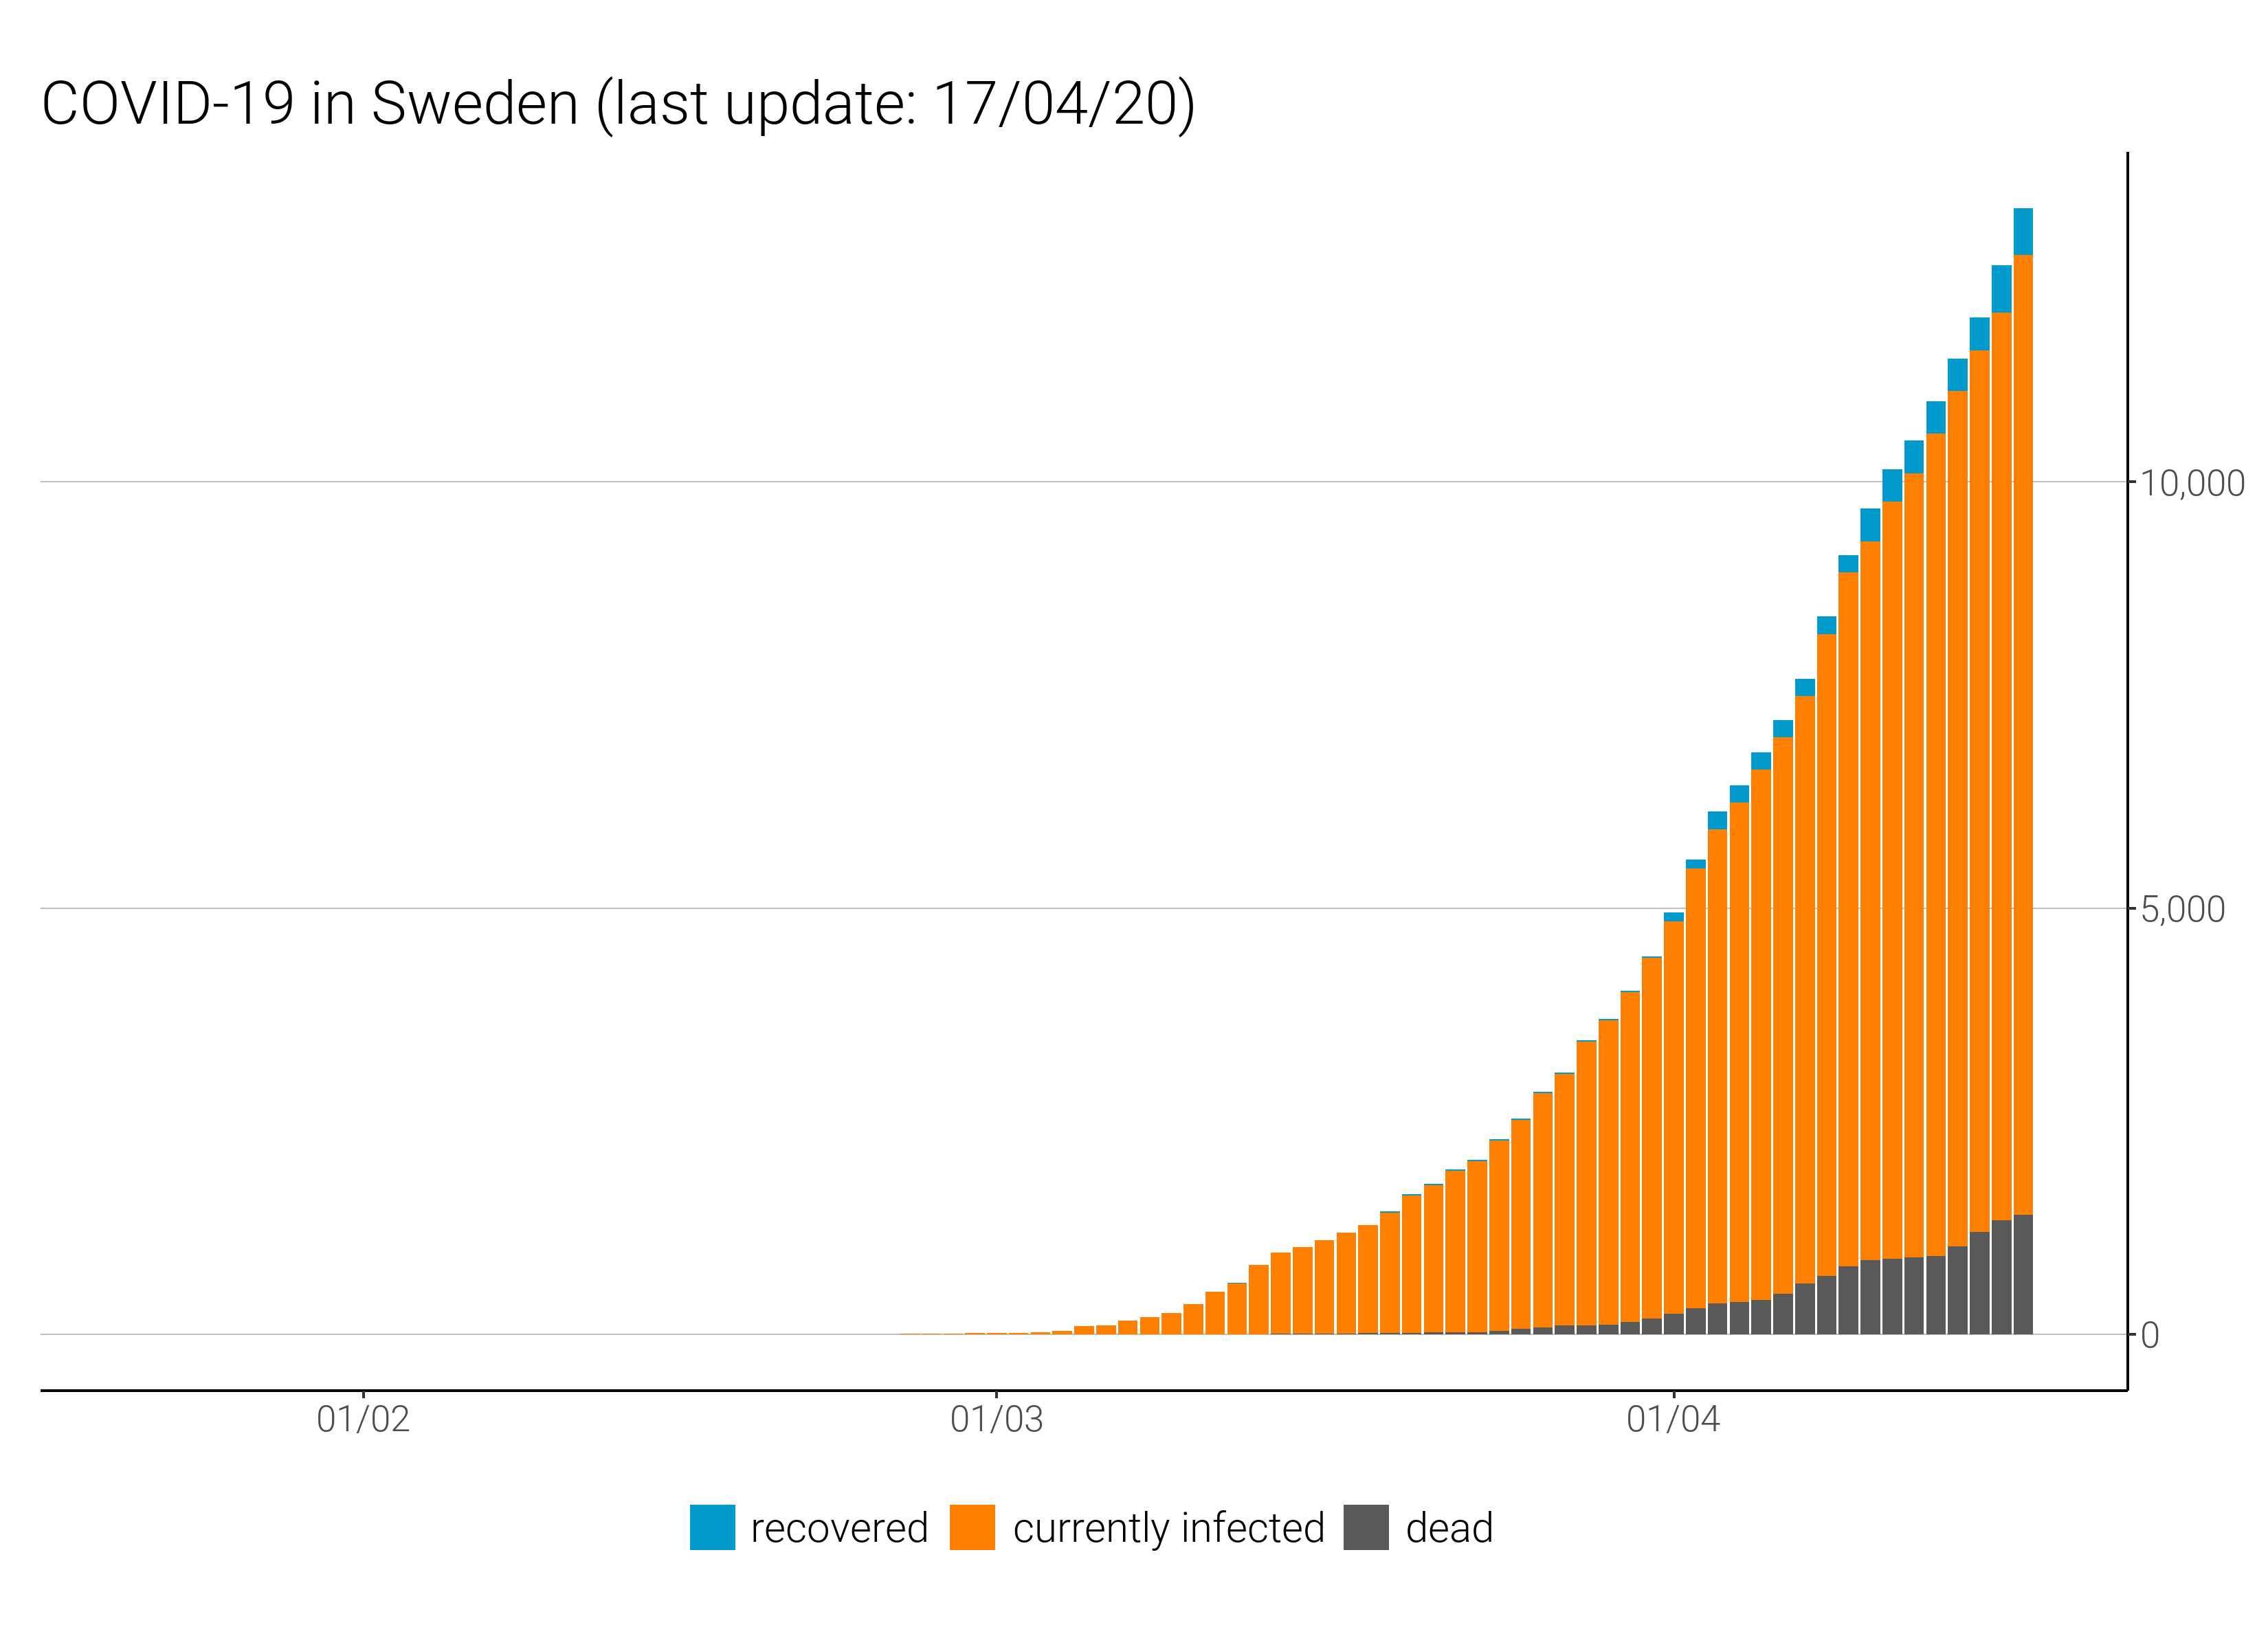 COVID-19 in Sweden (last update: 17/04/20)
10,000
5,000
0
01/02 01/03 01/04
recovered currently infected dead